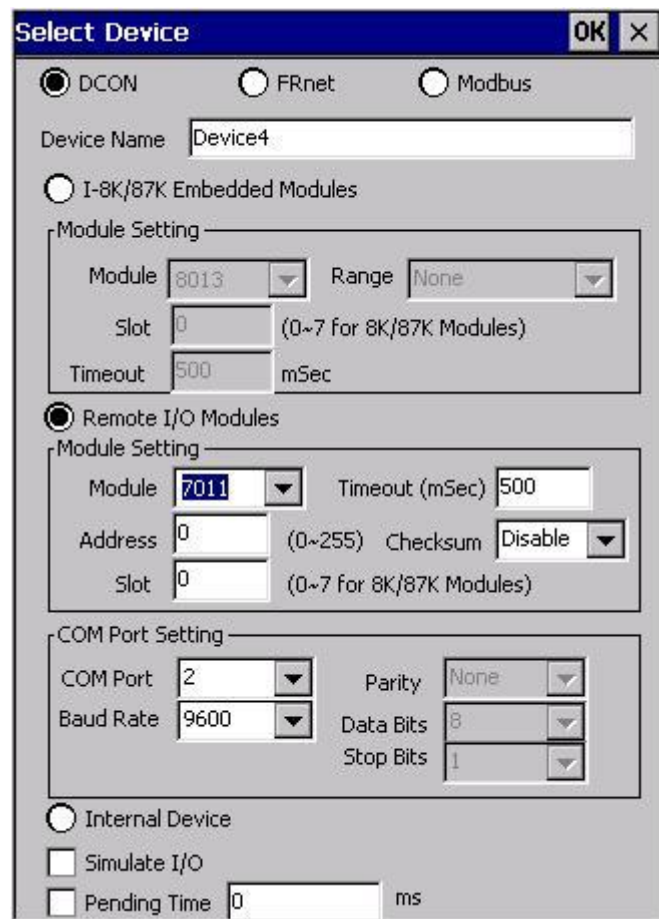 Select Device OK ×
DCON FRnet Modbus
Device Name Device4
I-8K/87K Embedded Modules
Module Setting
Module 8013 Range None
Slot 0 (0~7 for 8K/87K Modules)
Timeout 500 mSec
Remote I/O Modules
Module Setting
Module 7011 Timeout (mSec) 500
Address 0 (0~255) Checksum Disable
Slot 0 (0~7 for 8K/87K Modules)
COM Port Setting
COM Port 2 Parity None
Baud Rate 9600 Data Bits 8
Stop Bits 1
Internal Device
Simulate I/O
Pending Time 0 ms